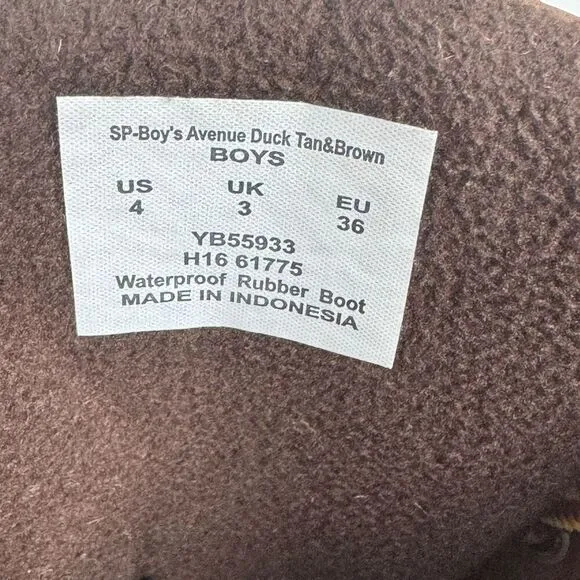 SP-Boy's Avenue Duck Tan&Brown
BOYS
US UK EU
4 3 36
YB55933
H16 61775
Waterproof Rubber Boot
MADE IN INDONESIA